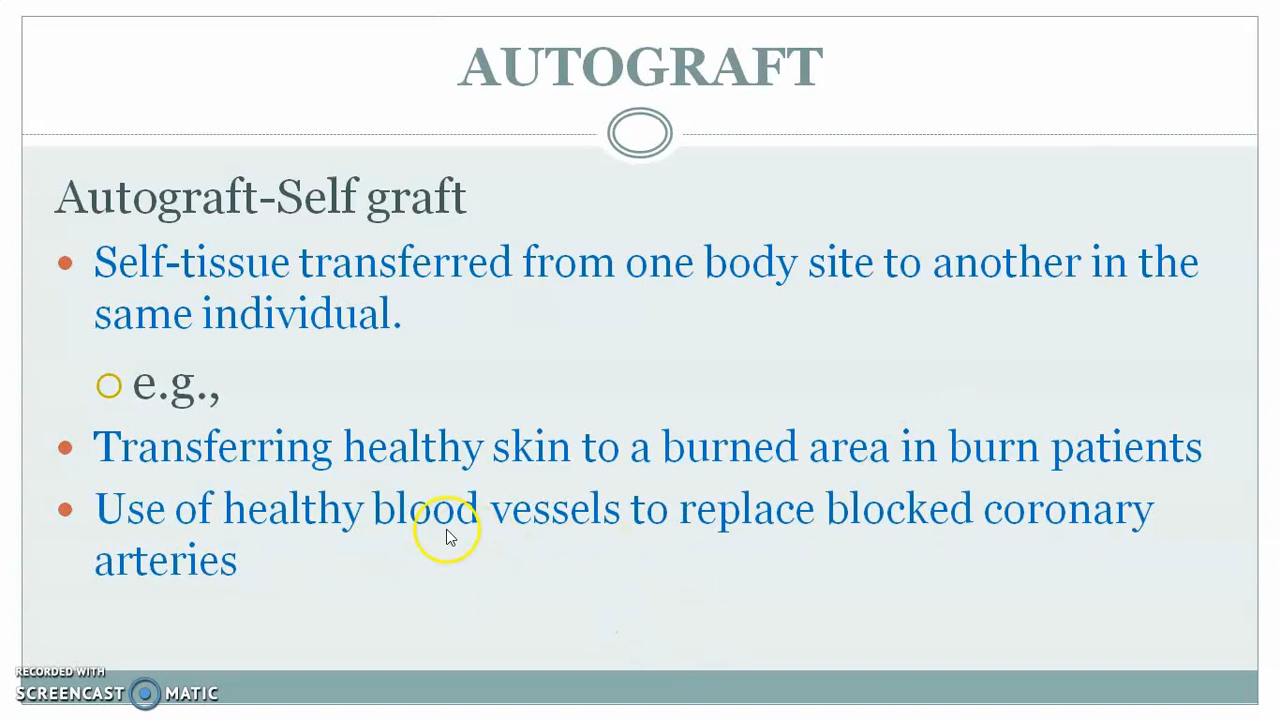 AUTOGRAFT
Autograft-Self graft
Self-tissue transferred from one body site to another in the
same individual.
e.g.,
Transferring healthy skin to a burned area in burn patients
Use of healthy blood vessels to replace blocked coronary
arteries
RECORDED WITH
SCREENCAST MATIC